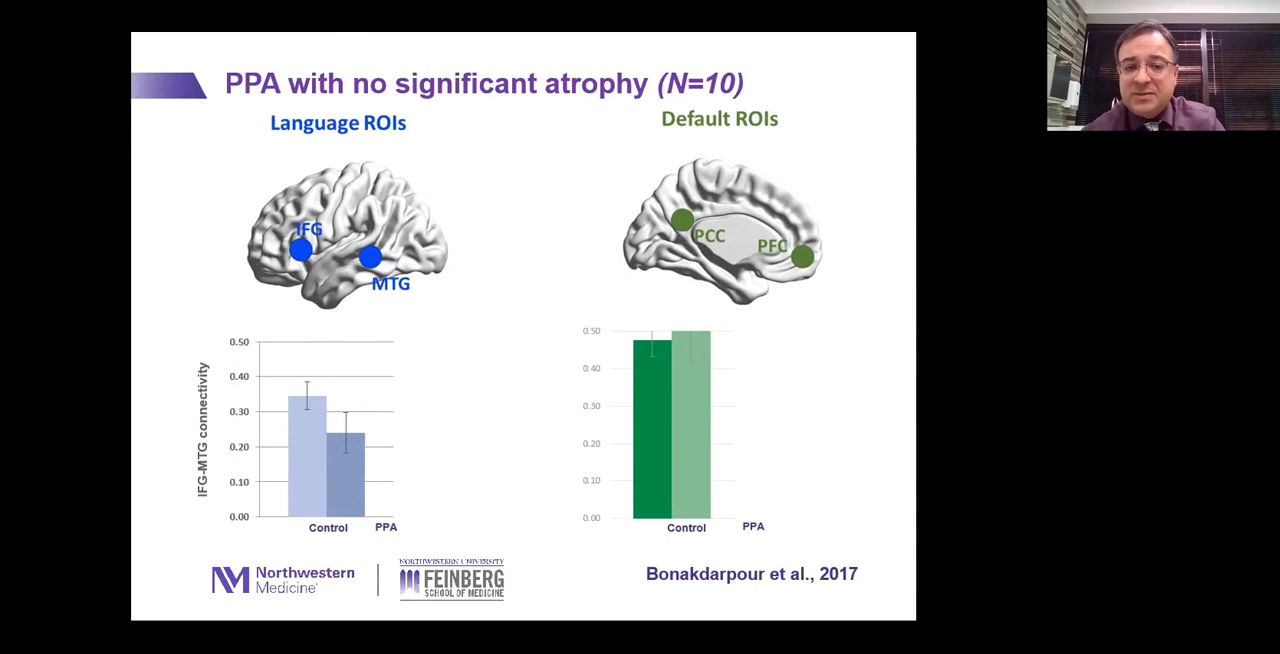 PPA with no significant atrophy (N=10)
Language ROIs
Default ROIs
IFG
MTG
PCC
PFC
IFG-MTG connectivity
0.50
0.40
0.30
0.20
0.10
0.00
Control
PPA
0.50
0.40
0.30
0.20
0.10
0.00
Control
PPA
Northwestern
Medicine
NORTHWESTERN UNIVERSITY
FEINBERG
SCHOOL OF MEDICINE
Bonakdarpour et al., 2017